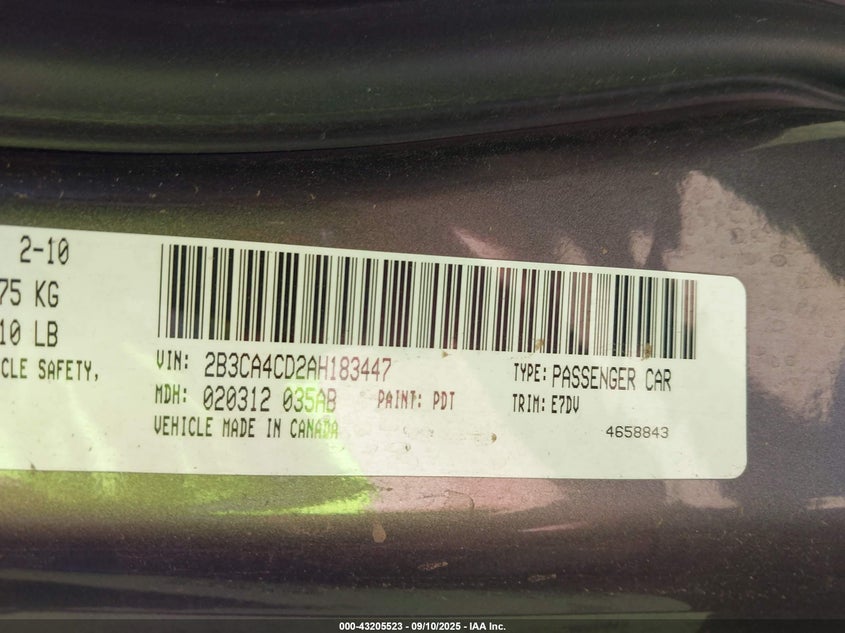 2-10
75 KG
10 LB
CLE SAFETY,
VIN: 2B3CA4CD2AH183447
TYPE: PASSENGER CAR
MDH: 020312 035AB
PAINT: PDT
TRIM: E7DV
VEHICLE MADE IN CANADA
4658843
000-43205523 - 09/10/2025 - IAA Inc.